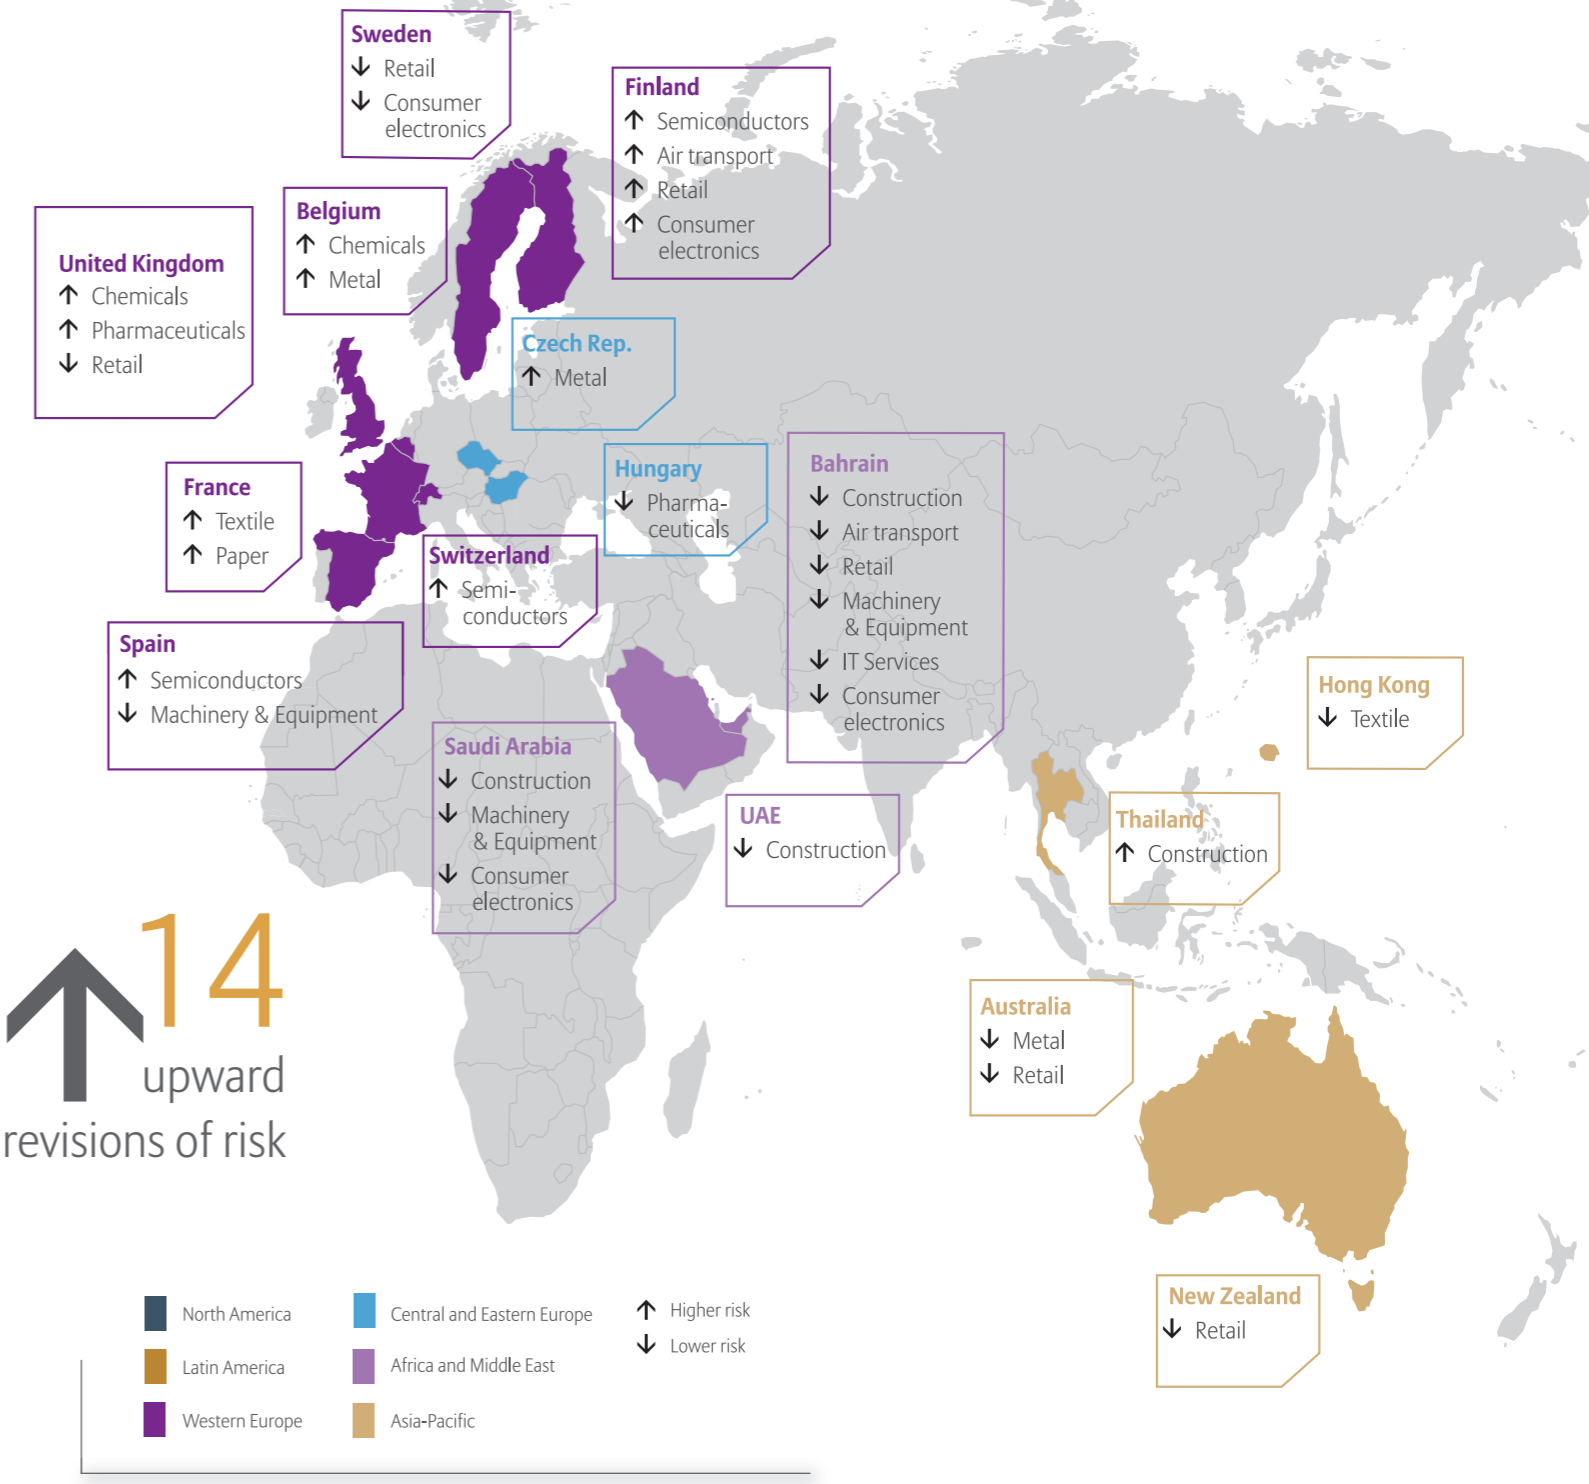 Sweden
↓ Retail
↓ Consumer
electronics
Finland
↑ Semiconductors
↑ Air transport
↑ Retail
↑ Consumer
electronics
Belgium
↑ Chemicals
↑ Metal
United Kingdom
↑ Chemicals
↑ Pharmaceuticals
↓ Retail
Czech Rep.
↑ Metal
Hungary
↓ Pharma-
ceuticals
Bahrain
↓ Construction
↓ Air transport
↓ Retail
↓ Machinery
& Equipment
↓ IT Services
↓ Consumer
electronics
France
↑ Textile
↑ Paper
Switzerland
↑ Semi-
conductors
Spain
↑ Semiconductors
↓ Machinery & Equipment
Hong Kong
↓ Textile
Saudi Arabia
↓ Construction
↓ Machinery
& Equipment
↓ Consumer
electronics
UAE
↓ Construction
Thailand
↑ Construction
14
upward
revisions of risk
Australia
↓ Metal
↓ Retail
New Zealand
↓ Retail
North America
Latin America
Western Europe
Central and Eastern Europe
Africa and Middle East
Asia-Pacific
↑ Higher risk
↓ Lower risk